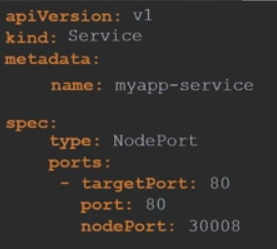 apiVersion: v1
kind: Service
metadata:
    name: myapp-service
spec:
    type: NodePort
    ports:
     - targetPort: 80
       port: 80
       nodePort: 30008